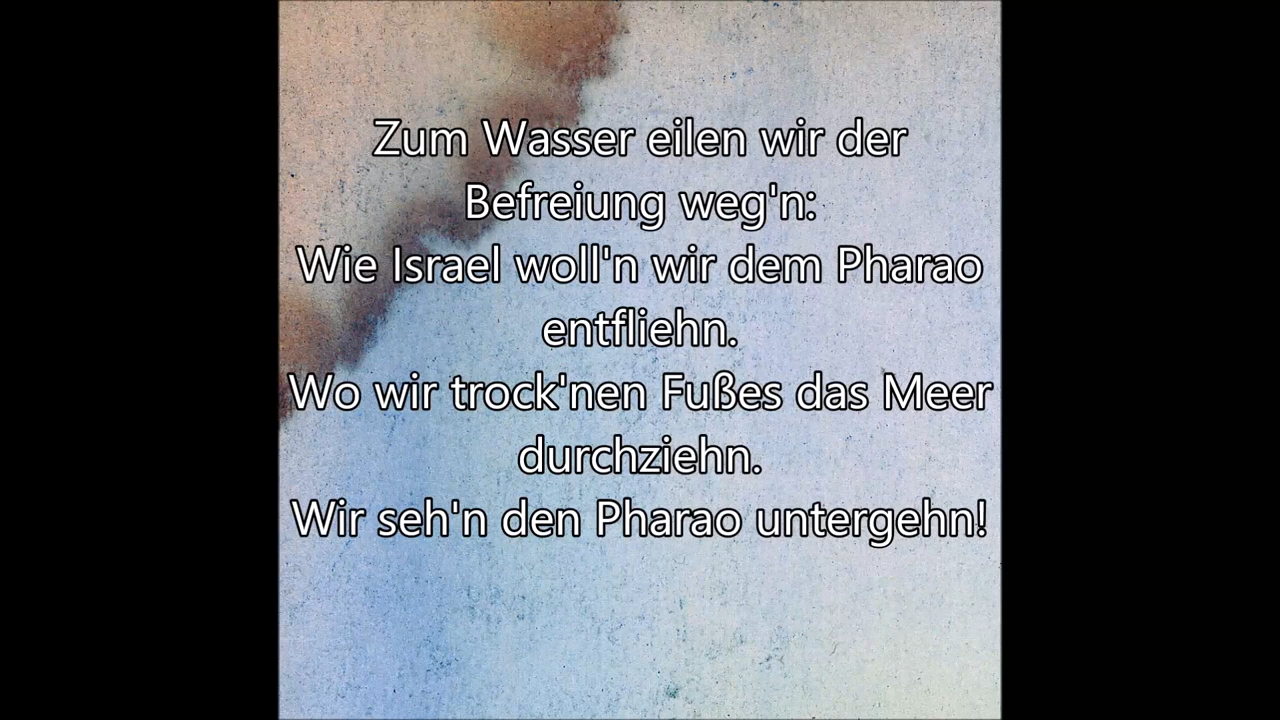 Zum Wasser eilen wir der
Befreiung weg'n:
Wie Israel woll'n wir dem Pharao
entfliehn.
Wo wir trock'nen Fußes das Meer
durchziehn.
Wir seh'n den Pharao untergehn!